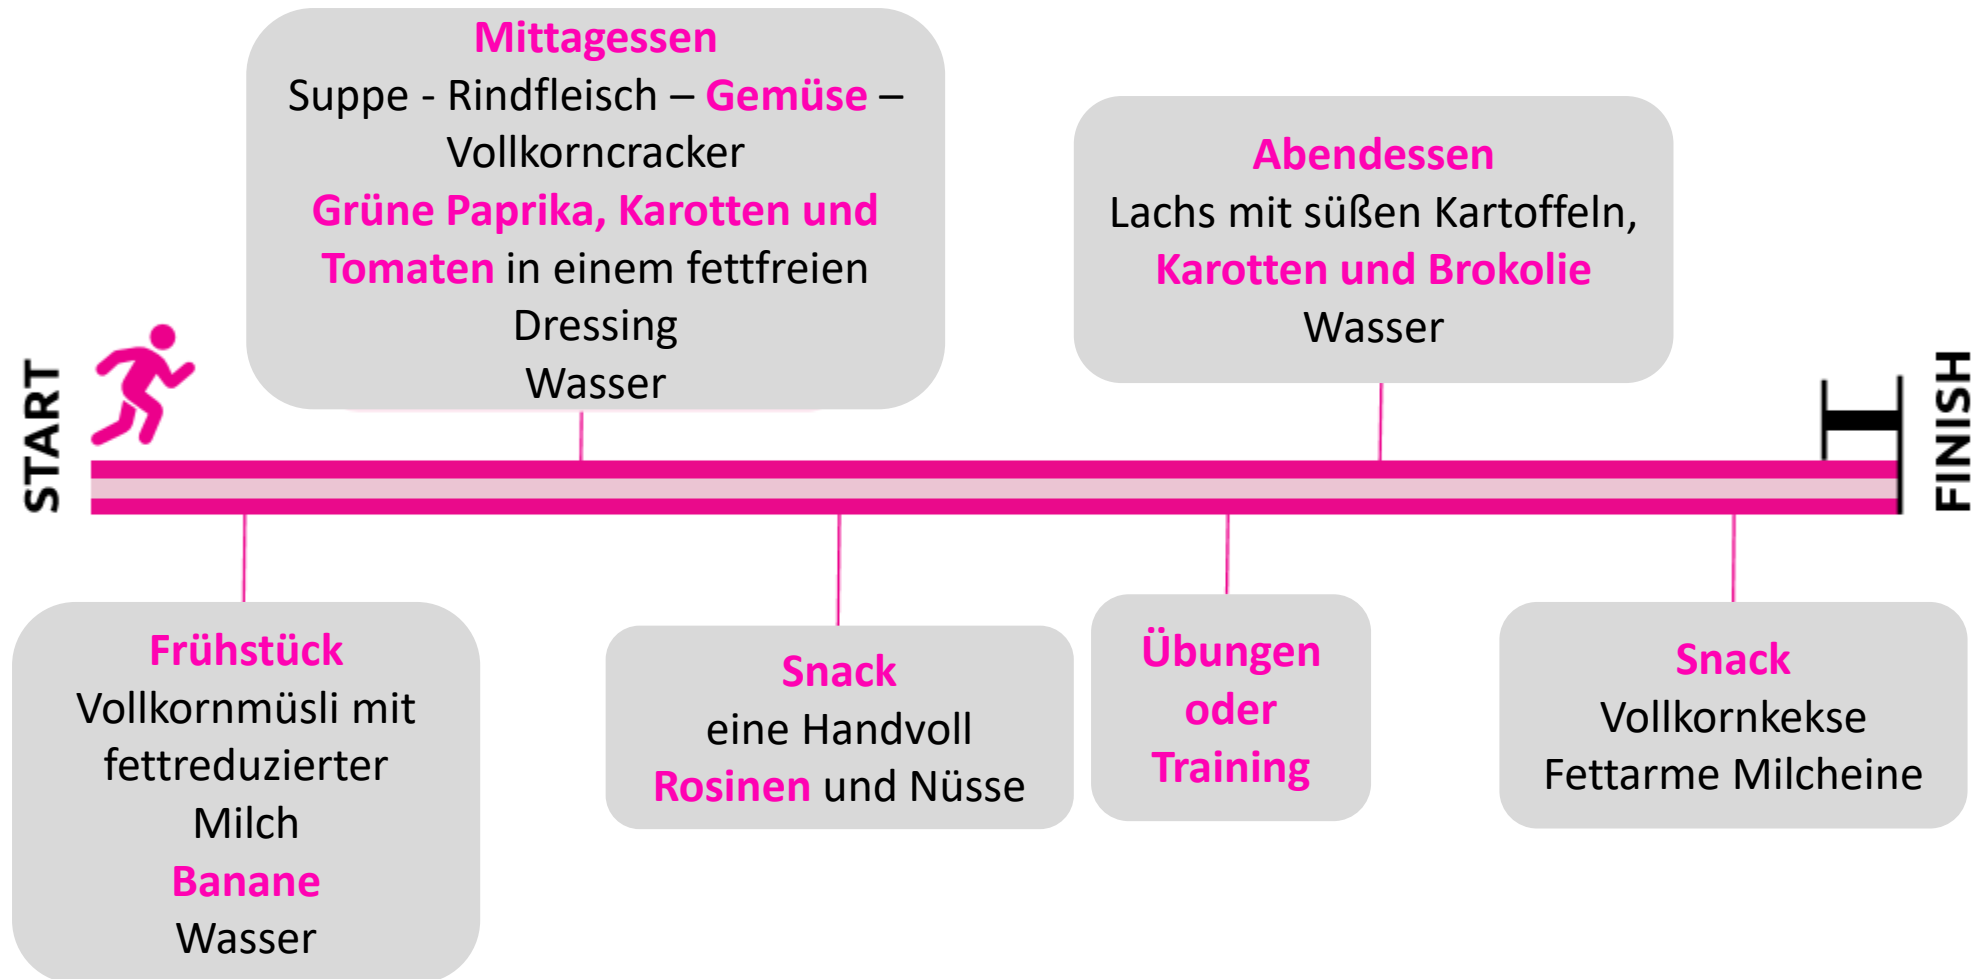 START
Mittagessen
Suppe - Rindfleisch – Gemüse –
Vollkorncracker
Grüne Paprika, Karotten und
Tomaten in einem fettfreien
Dressing
Wasser
Abendessen
Lachs mit süßen Kartoffeln,
Karotten und Brokolie
Wasser
FINISH
Frühstück
Vollkornmüsli mit
fettreduzierter
Milch
Banane
Wasser
Snack
eine Handvoll
Rosinen und Nüsse
Übungen
oder
Training
Snack
Vollkornkekse
Fettarme Milcheine